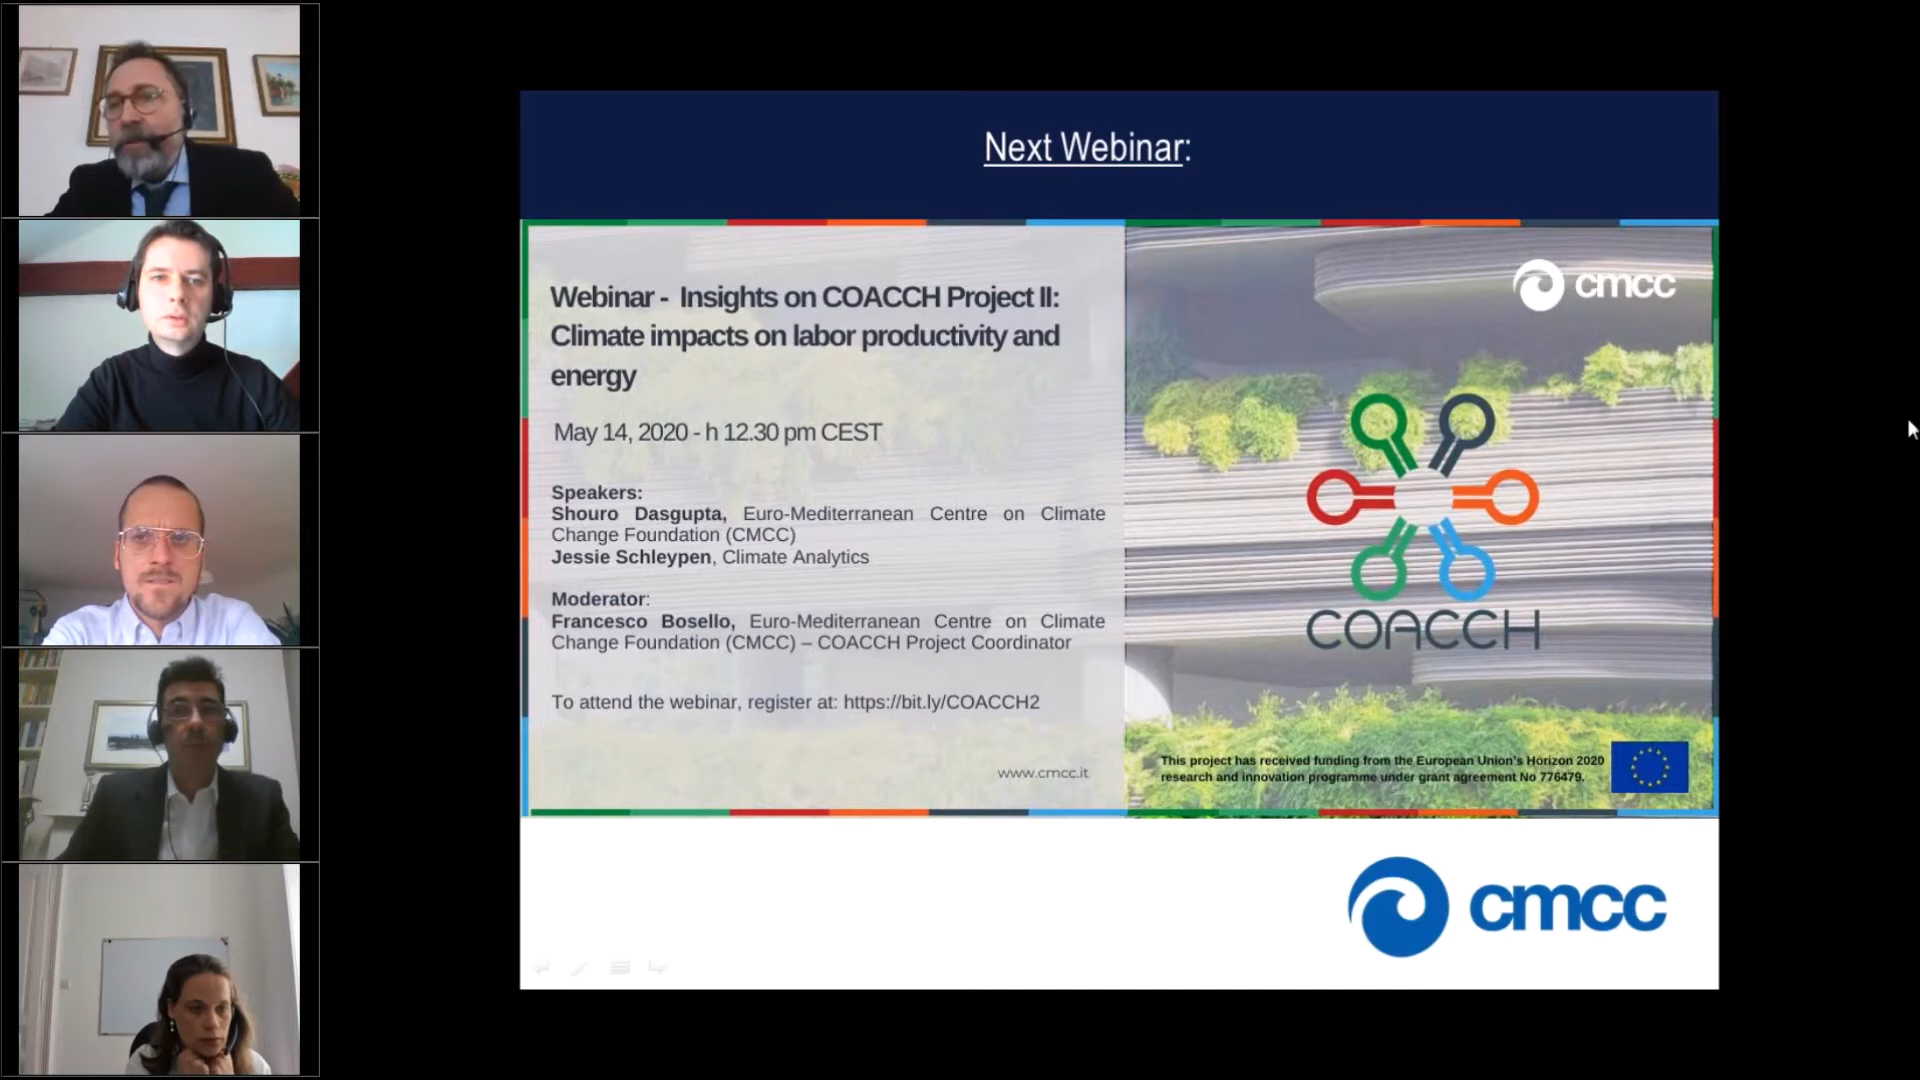 Next Webinar:
Webinar - Insights on COACCH Project II:
Climate impacts on labor productivity and
energy
May 14, 2020 - h 12.30 pm CEST
Speakers:
Shouro Dasgupta, Euro-Mediterranean Centre on Climate
Change Foundation (CMCC)
Jessie Schleypen, Climate Analytics
Moderator:
Francesco Bosello, Euro-Mediterranean Centre on Climate
Change Foundation (CMCC) – COACCH Project Coordinator
To attend the webinar, register at: https://bit.ly/COACCH2
www.cmcc.it
cmcc
COACCH
This project has received funding from the European Union's Horizon 2020
research and innovation programme under grant agreement No 776479.
cmcc